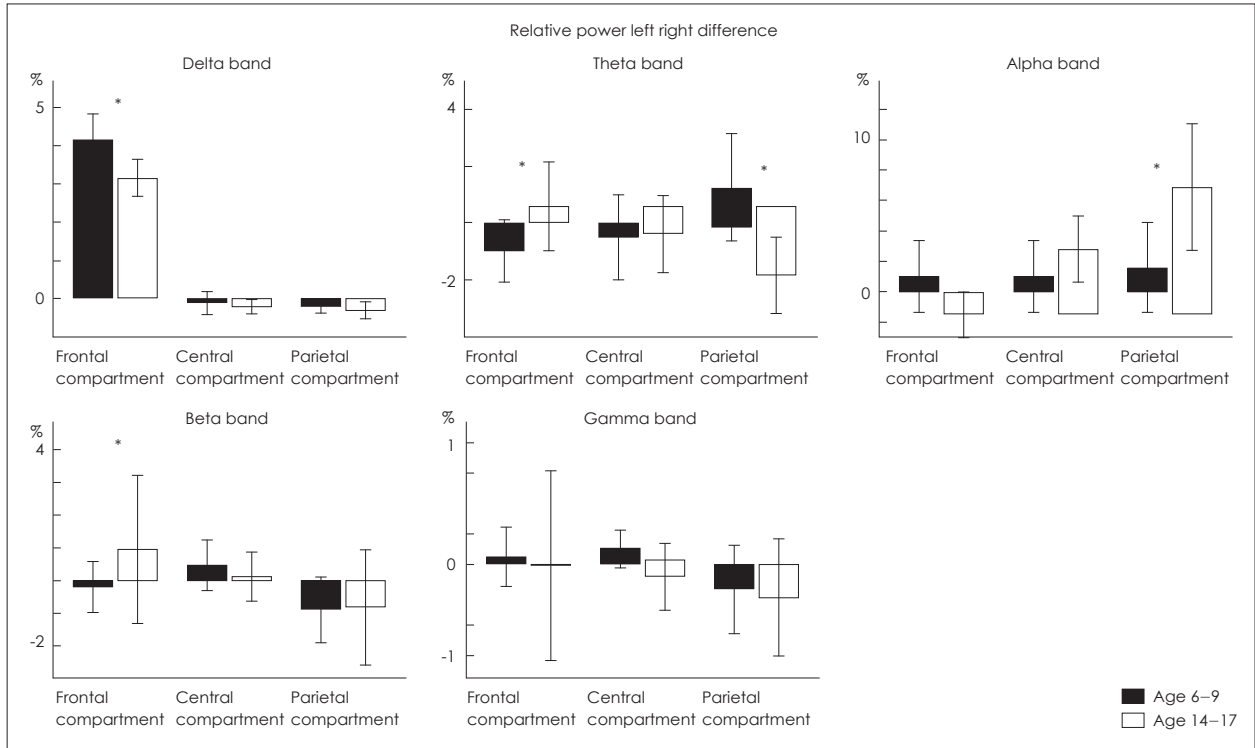 Relative power left right difference
Delta band
%
5
*
0
Frontal compartment
Central compartment
Parietal compartment
Theta band
%
4
*
*
-2
Frontal compartment
Central compartment
Parietal compartment
Alpha band
%
10
*
0
Frontal compartment
Central compartment
Parietal compartment
Beta band
%
4
*
-2
Frontal compartment
Central compartment
Parietal compartment
Gamma band
%
1
0
-1
Frontal compartment
Central compartment
Parietal compartment
Age 6–9
Age 14–17